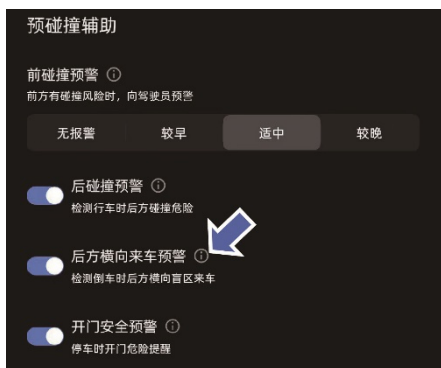 预碰撞辅助
前碰撞预警
前方有碰撞风险时，向驾驶员预警
无报警 较早 适中 较晚
后碰撞预警
检测行车时后方碰撞危险
后方横向来车预警
检测倒车时后方横向盲区来车
开门安全预警
停车时开门危险提醒